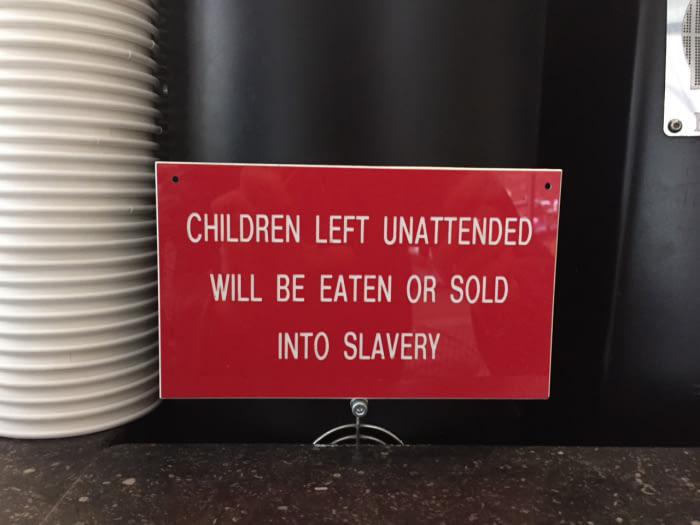 CHILDREN LEFT UNATTENDED
WILL BE EATEN OR SOLD
INTO SLAVERY